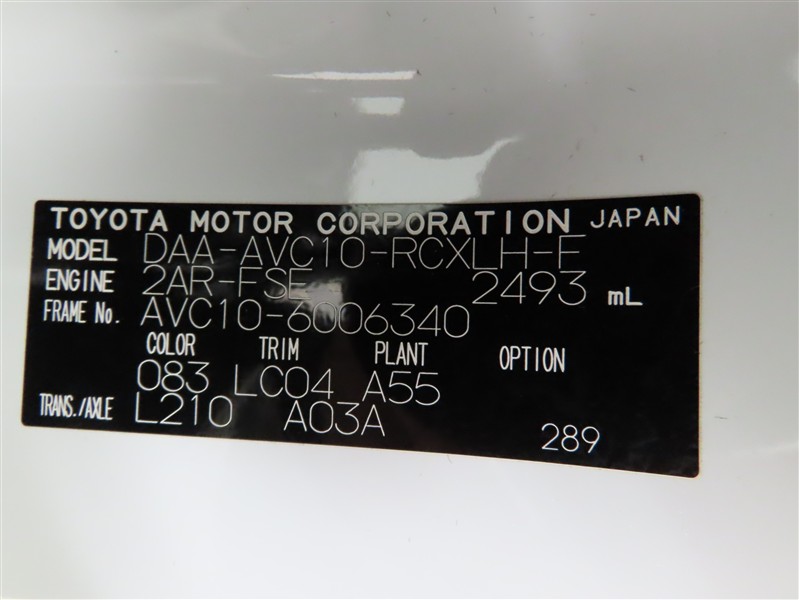 TOYOTA MOTOR CORPORATION JAPAN
MODEL DAA-AVC10-RCXLH-E
ENGINE 2AR-FSE 2493 mL
FRAME No. AVC10-6006340
COLOR TRIM PLANT OPTION
083 LC04 A55
TRANS./AXLE L210 A03A 289